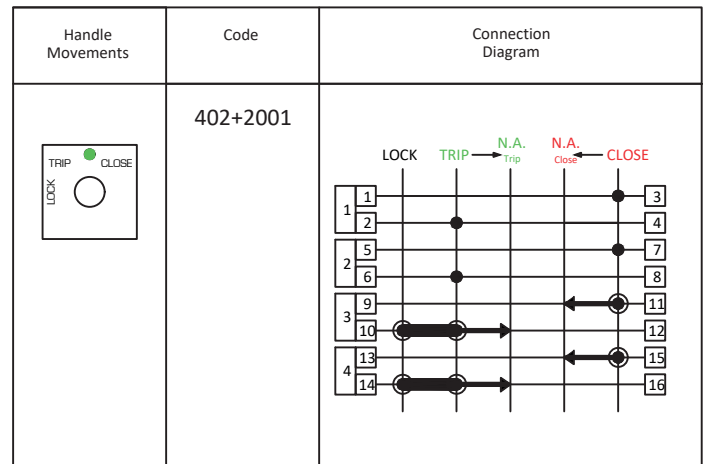 Handle
Movements
Code
Connection
Diagram
402+2001
TRIP
CLOSE
LOCK
LOCK
TRIP
N.A.
Trip
N.A.
Close
CLOSE
1
1
3
2
4
2
5
7
6
8
3
9
11
10
12
4
13
15
14
16